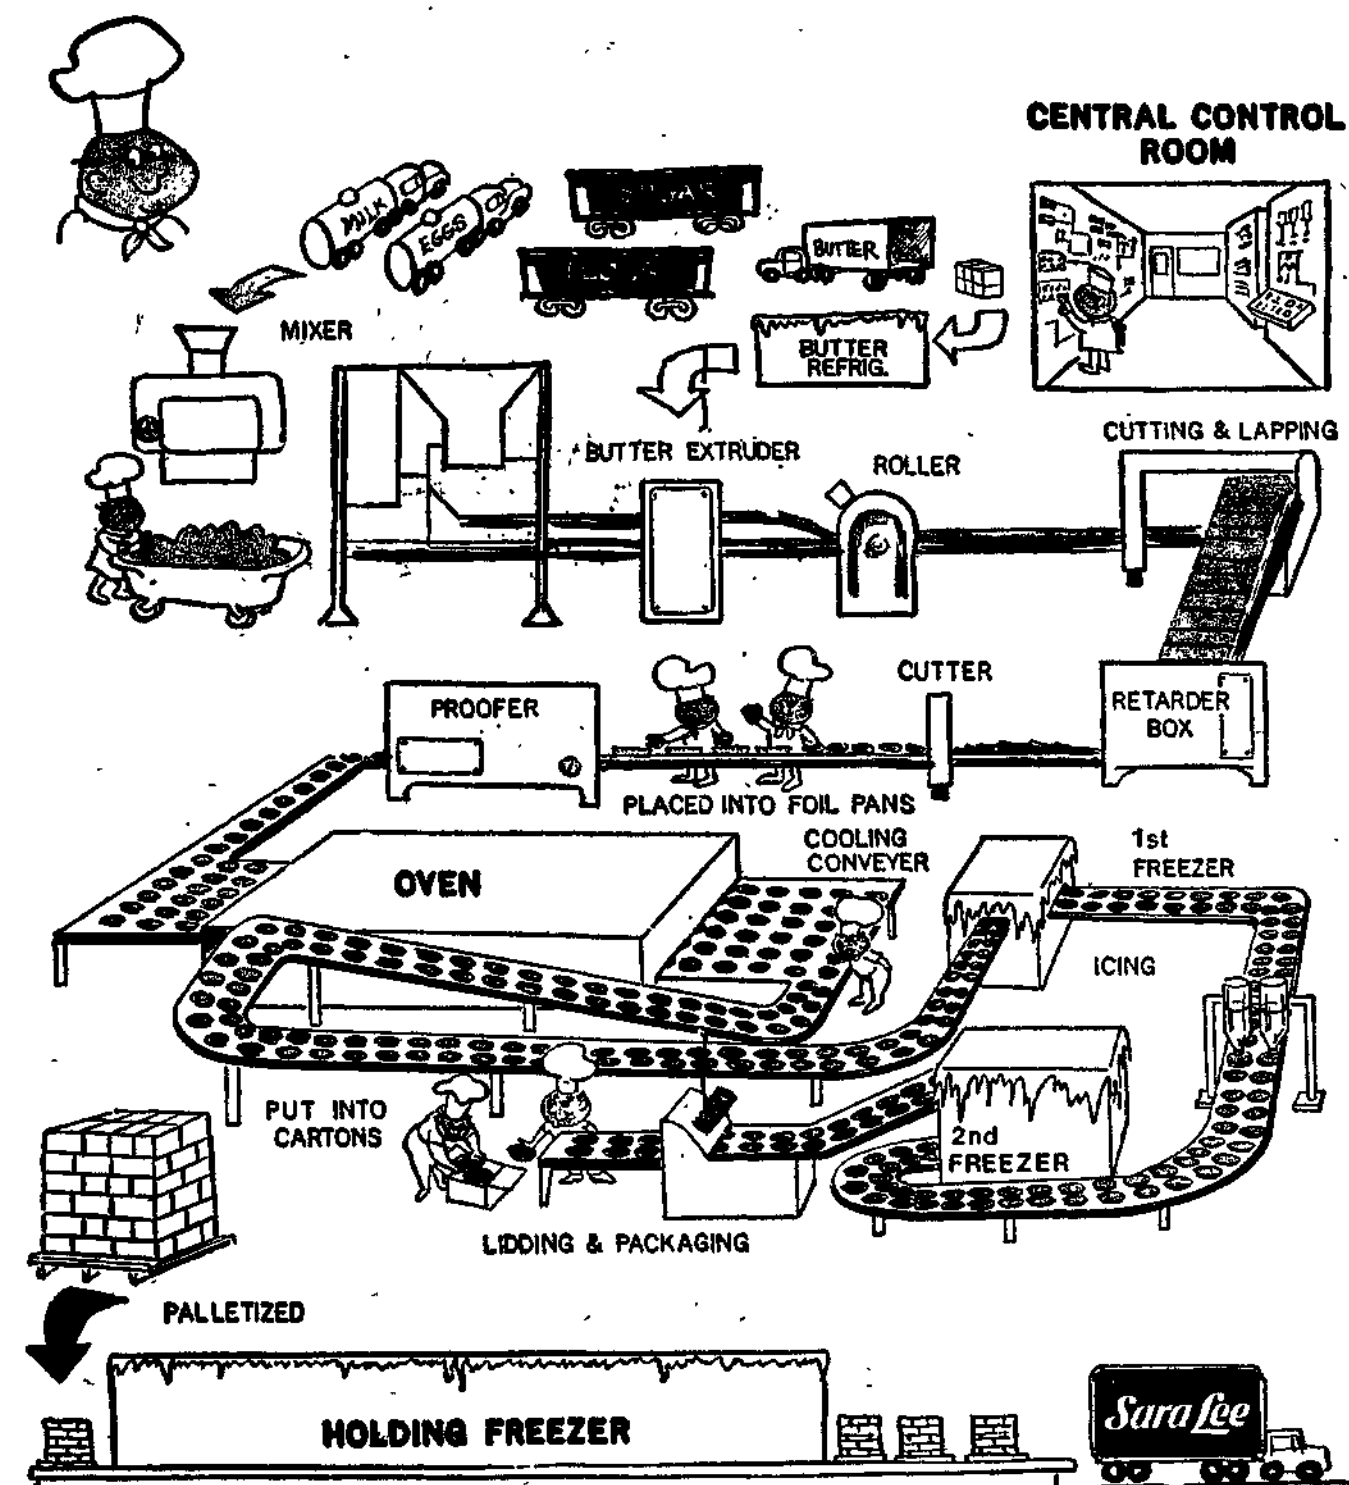 CENTRAL CONTROL
ROOM
MILK
EGGS
BUTTER
MIXER
BUTTER
REFRIG.
CUTTING & LAPPING
BUTTER EXTRUDER
ROLLER
CUTTER
RETARDER
BOX
PROOFER
PLACED INTO FOIL PANS
COOLING
CONVEYER
1st
FREEZER
OVEN
ICING
PUT INTO
CARTONS
2nd
FREEZER
LIDDING & PACKAGING
PALLETIZED
HOLDING FREEZER
Sara Lee